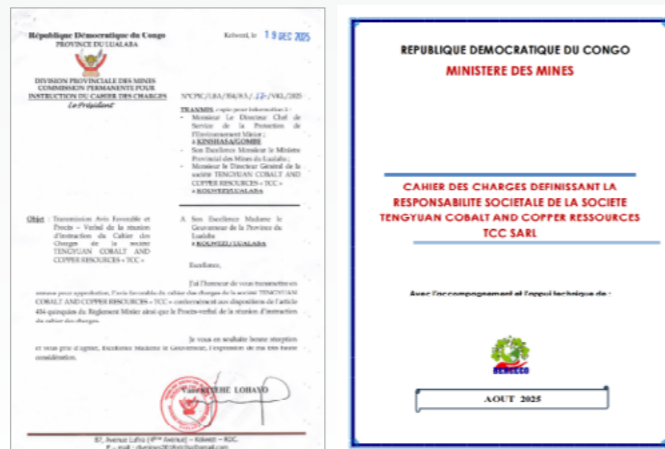 République Démocratique du Congo
PROVINCE DU LUALABA
DIVISION PROVINCIALE DES MINES
COMMISSION PERMANENTE POUR
INSTRUCTION DU CAHIER DES CHARGES
Le Président
Kolwezi, le 19 DEC 2025
TRANMIS copie pour information à :
- Monsieur Le Directeur Chef de
Service de la Protection de
l'Environnement Minier ;
à KINSHASA/GOMBE
- Son Excellence Monsieur le Ministre
Provincial des Mines du Lualaba ;
- Monsieur le Directeur Général de la
société TENGYUAN COBALT AND
COPPER RESOURCES « TCC »
à KOLWEZI/LUALABA
Objet : Transmission Avis Favorable et
Procès – Verbal de la réunion
d'instruction du Cahier des
Charges de la société
TENGYUAN COBALT AND
COPPER RESOURCES « TCC »
A Son Excellence Madame le
Gouverneur de la Province du
Lualaba
à KOLWEZI/LUALABA
Excellence,
J'ai l'honneur de vous transmettre en
annexe pour approbation, l'avis favorable du cahier des charges de la société TENGYUAN
COBALT AND COPPER RESOURCES « TCC » conformément aux dispositions de l'article
414 quinquies du Règlement Minier ainsi que le Procès-verbal de la réunion d'instruction
du cahier des charges.
Je vous en souhaite bonne réception
et vous prie d'agréer, Excellence Madame le Gouverneur, l'expression de ma très haute
considération.
LOHAVO
87, Avenue Lufira Avenue) – Kolwezi – RDC.
E – mail :
REPUBLIQUE DEMOCRATIQUE DU CONGO
MINISTERE DES MINES
CAHIER DES CHARGES DEFINISSANT LA
RESPONSABILITE SOCIETALE DE LA SOCIETE
TENGYUAN COBALT AND COPPER RESSOURCES
TCC SARL
Avec l'accompagnement et l'appui technique de :
AOUT 2025